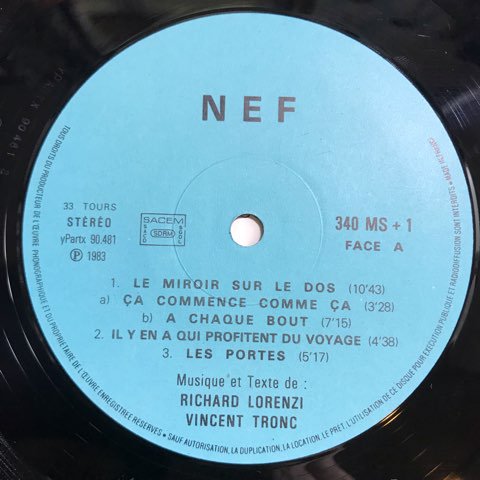 NEF
33 TOURS
STÉRÉO
yPartx 90.481
Ⓟ 1983
SACEM
SDRM
340 MS + 1
FACE A
1. LE MIROIR SUR LE DOS (10'43)
a) ÇA COMMENCE COMME ÇA (3'28)
b) A CHAQUE BOUT (7'15)
2. IL Y EN A QUI PROFITENT DU VOYAGE (4'38)
3. LES PORTES (5'17)
Musique et Texte de :
RICHARD LORENZI
VINCENT TRONC
TOUS DROITS DU PRODUCTEUR DE L'ŒUVRE PHONOGRAPHIQUE ET DU PROPRIETAIRE DE L'ŒUVRE ENREGISTREE RESERVES • SAUF AUTORISATION, LA DUPLICATION, LA LOCATION, LE PRET, L'UTILISATION DE CE DISQUE POUR EXECUTION PUBLIQUE ET RADIODIFFUSION SONT INTERDITS • MADE IN FRANCE